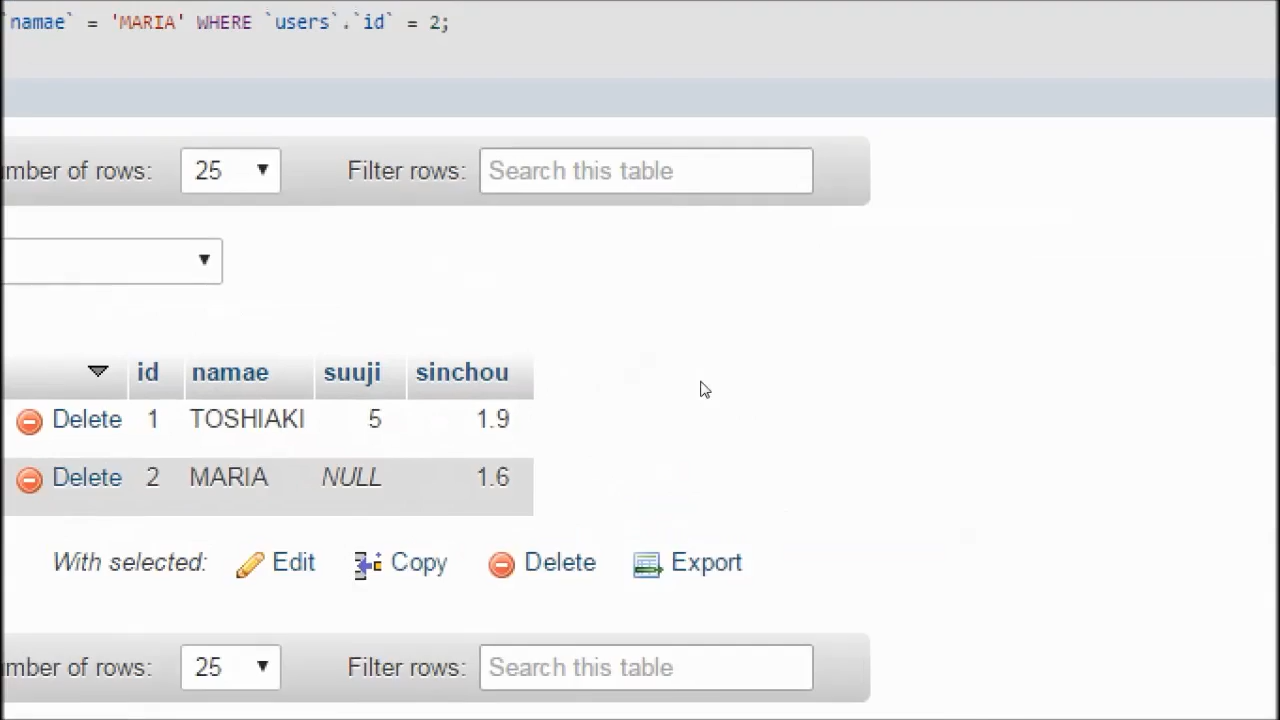 `namae` = 'MARIA' WHERE `users`.`id` = 2;
mber of rows: 25 Filter rows: Search this table
id namae suuji sinchou
Delete 1 TOSHIAKI 5 1.9
Delete 2 MARIA NULL 1.6
With selected: Edit Copy Delete Export
mber of rows: 25 Filter rows: Search this table